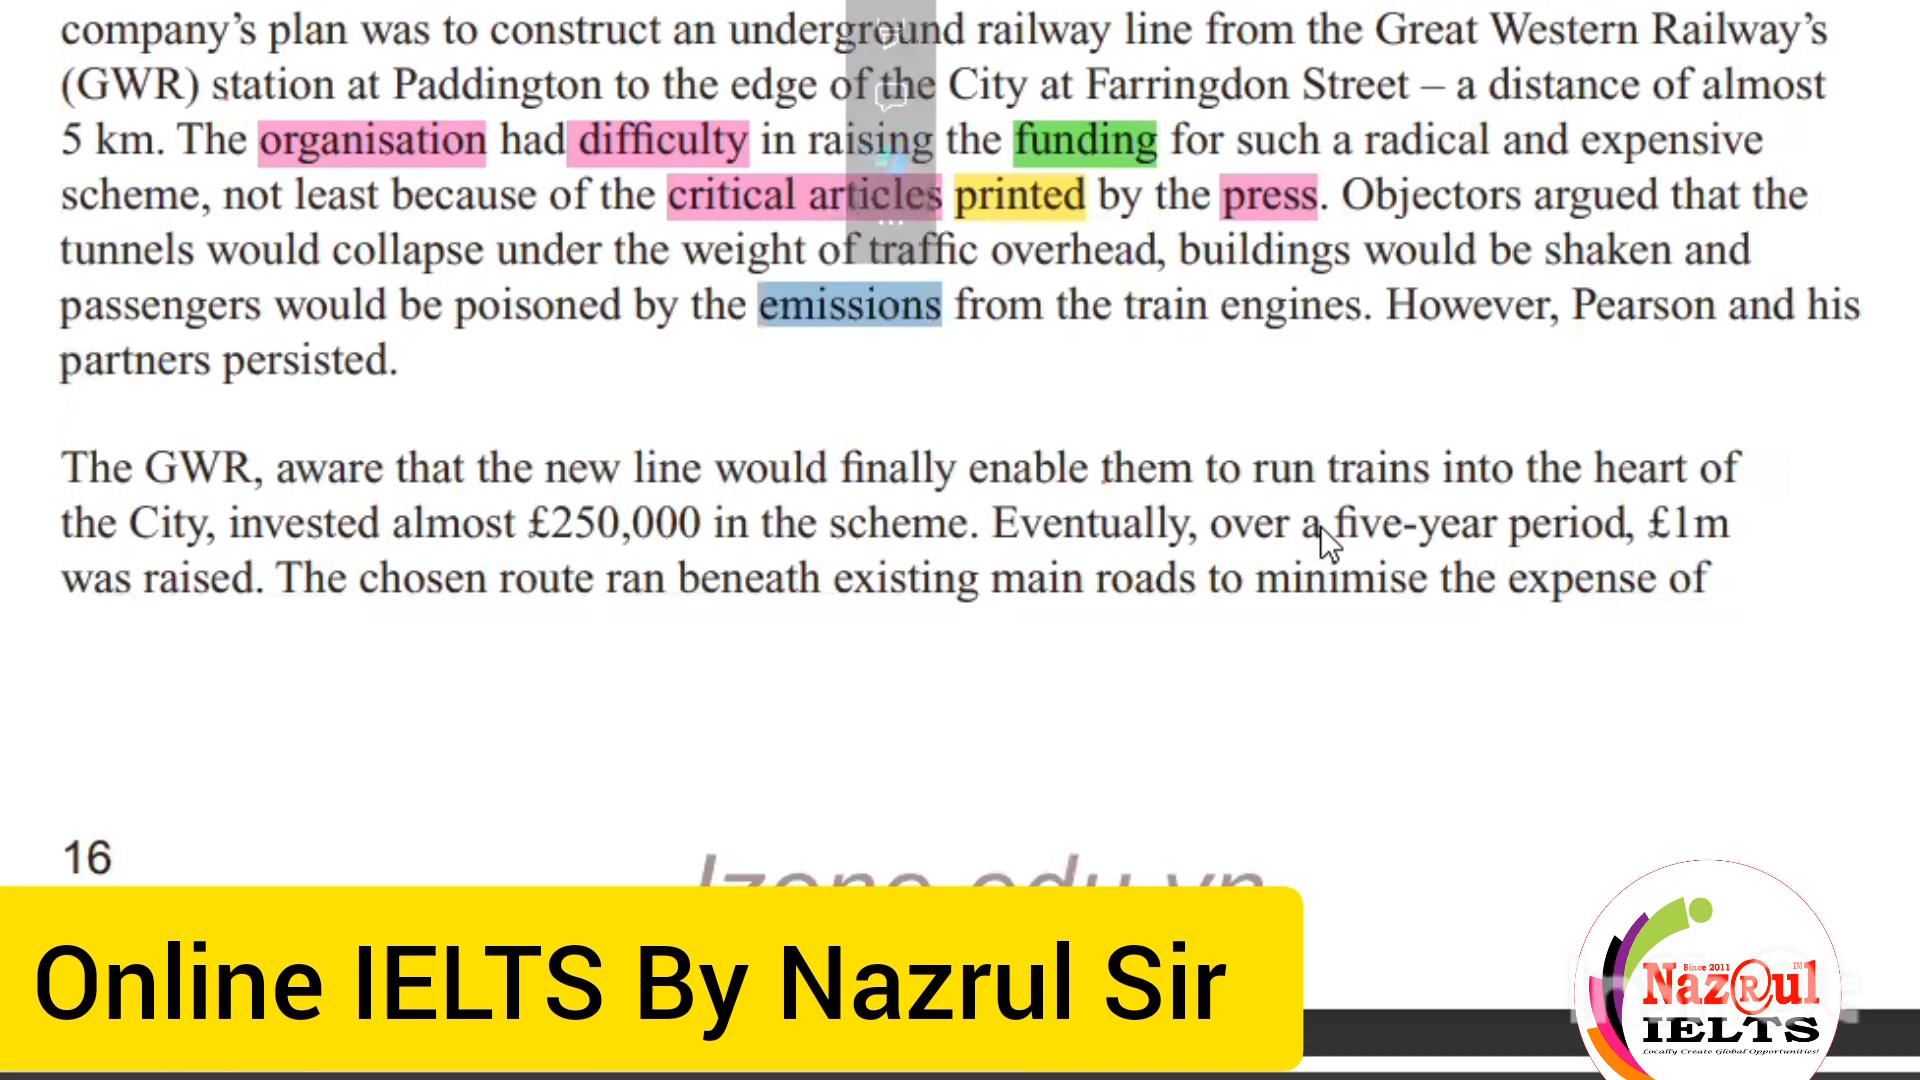 company’s plan was to construct an underground railway line from the Great Western Railway’s
(GWR) station at Paddington to the edge of the City at Farringdon Street – a distance of almost
5 km. The organisation had difficulty in raising the funding for such a radical and expensive
scheme, not least because of the critical articles printed by the press. Objectors argued that the
tunnels would collapse under the weight of traffic overhead, buildings would be shaken and
passengers would be poisoned by the emissions from the train engines. However, Pearson and his
partners persisted.
The GWR, aware that the new line would finally enable them to run trains into the heart of
the City, invested almost £250,000 in the scheme. Eventually, over a five-year period, £1m
was raised. The chosen route ran beneath existing main roads to minimise the expense of
16
Online IELTS By Nazrul Sir
Since 2011
NazRul
IELTS
Locally Create Global Opportunities!